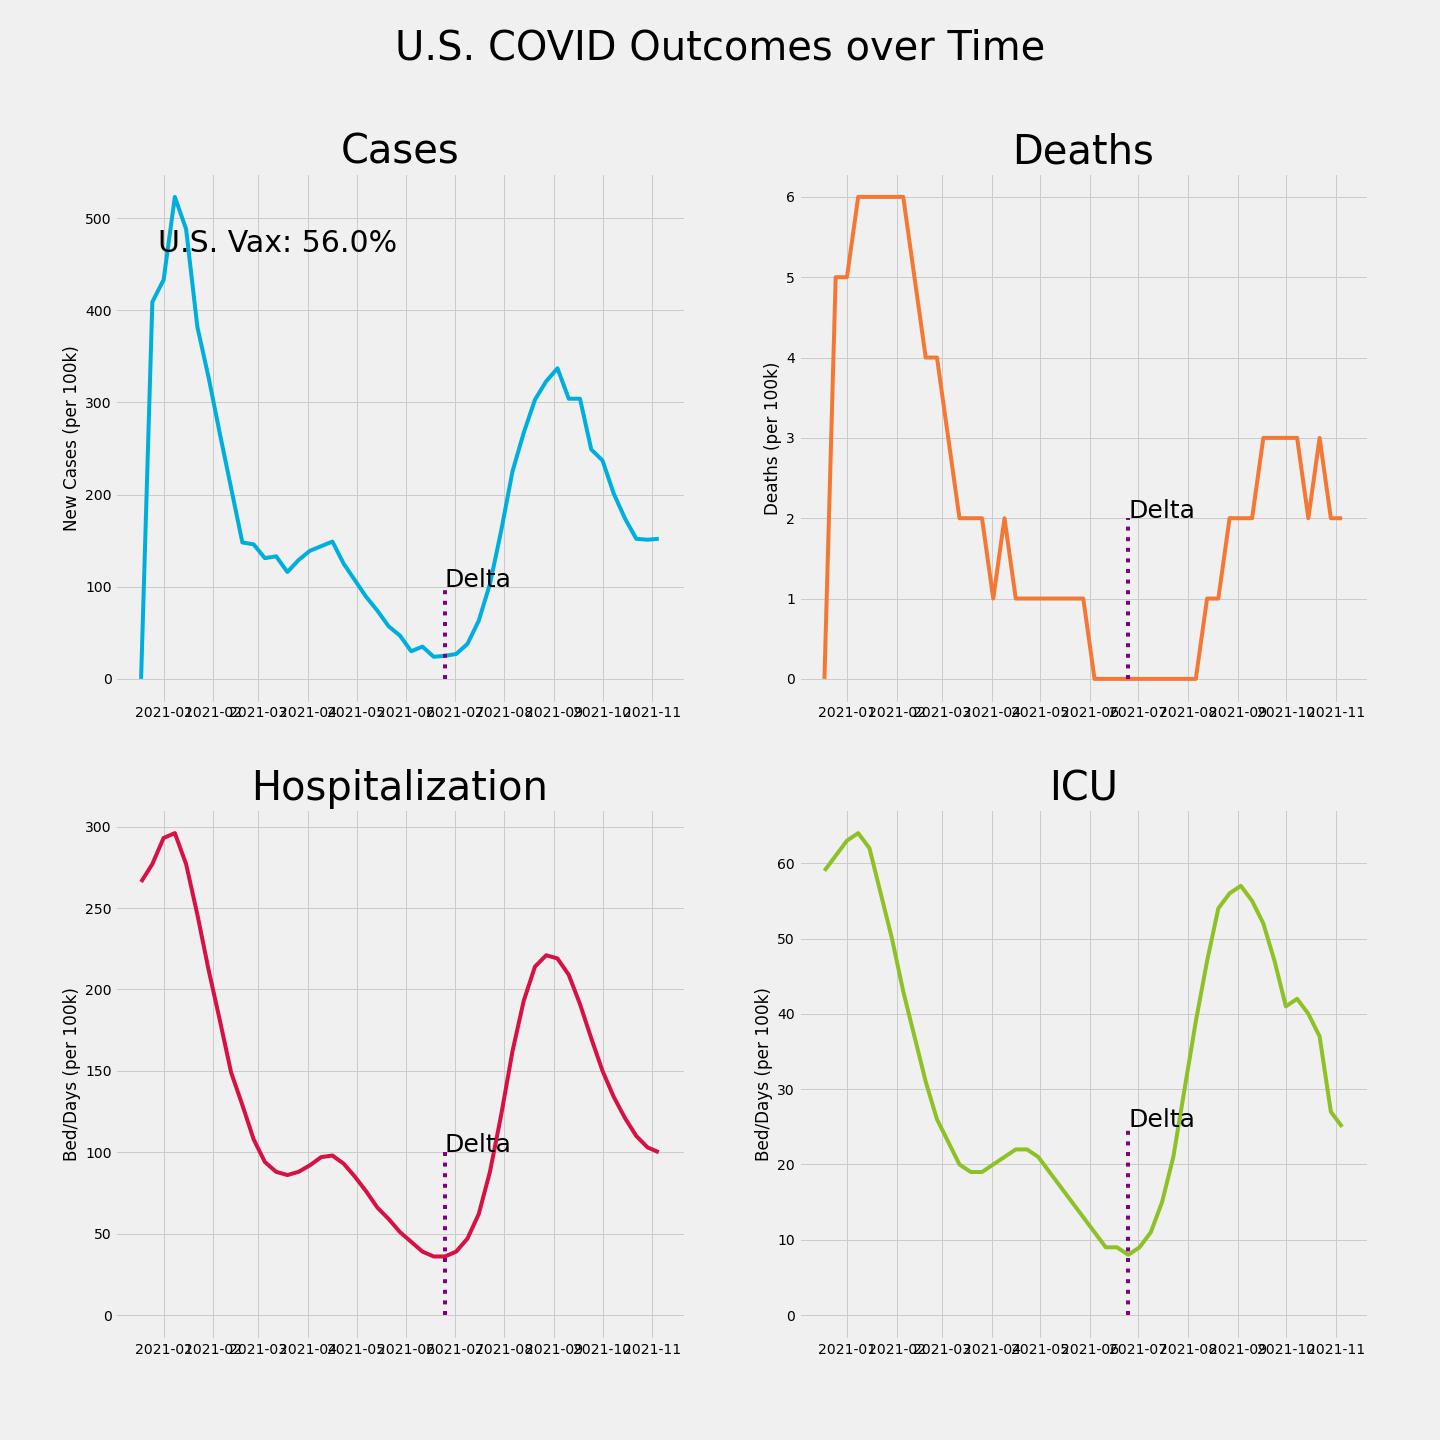 U.S. COVID Outcomes over Time
Cases
New Cases (per 100k)
500
400
300
200
100
0
U.S. Vax: 56.0%
Delta
2021-01 2021-02 2021-03 2021-04 2021-05 2021-06 2021-07 2021-08 2021-09 2021-10 2021-11
Deaths
Deaths (per 100k)
6
5
4
3
2
1
0
Delta
2021-01 2021-02 2021-03 2021-04 2021-05 2021-06 2021-07 2021-08 2021-09 2021-10 2021-11
Hospitalization
Bed/Days (per 100k)
300
250
200
150
100
50
0
Delta
2021-01 2021-02 2021-03 2021-04 2021-05 2021-06 2021-07 2021-08 2021-09 2021-10 2021-11
ICU
Bed/Days (per 100k)
60
50
40
30
20
10
0
Delta
2021-01 2021-02 2021-03 2021-04 2021-05 2021-06 2021-07 2021-08 2021-09 2021-10 2021-11